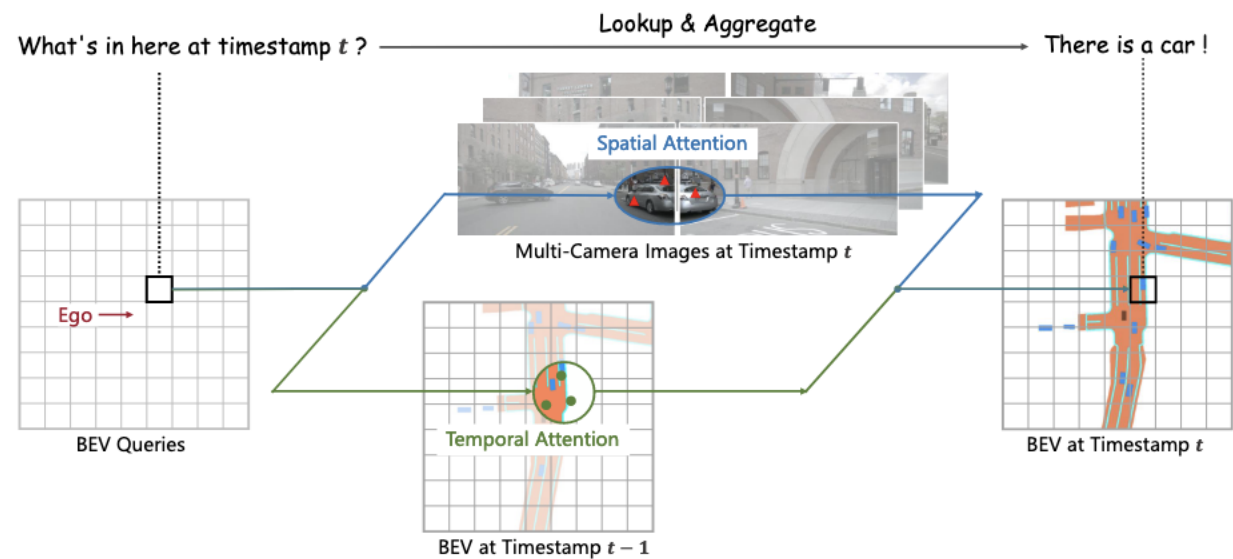 Lookup & Aggregate
What's in here at timestamp t ?
There is a car !
Spatial Attention
Multi-Camera Images at Timestamp t
Ego
BEV Queries
Temporal Attention
BEV at Timestamp t
BEV at Timestamp t − 1